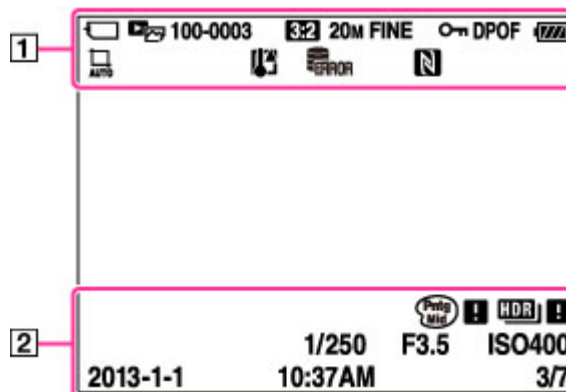 1
100-0003 3:2 20M FINE DPOF
AUTO
ERROR
N
2
Pntg Mid ! HDR !
1/250 F3.5 ISO400
2013-1-1 10:37AM 3/7